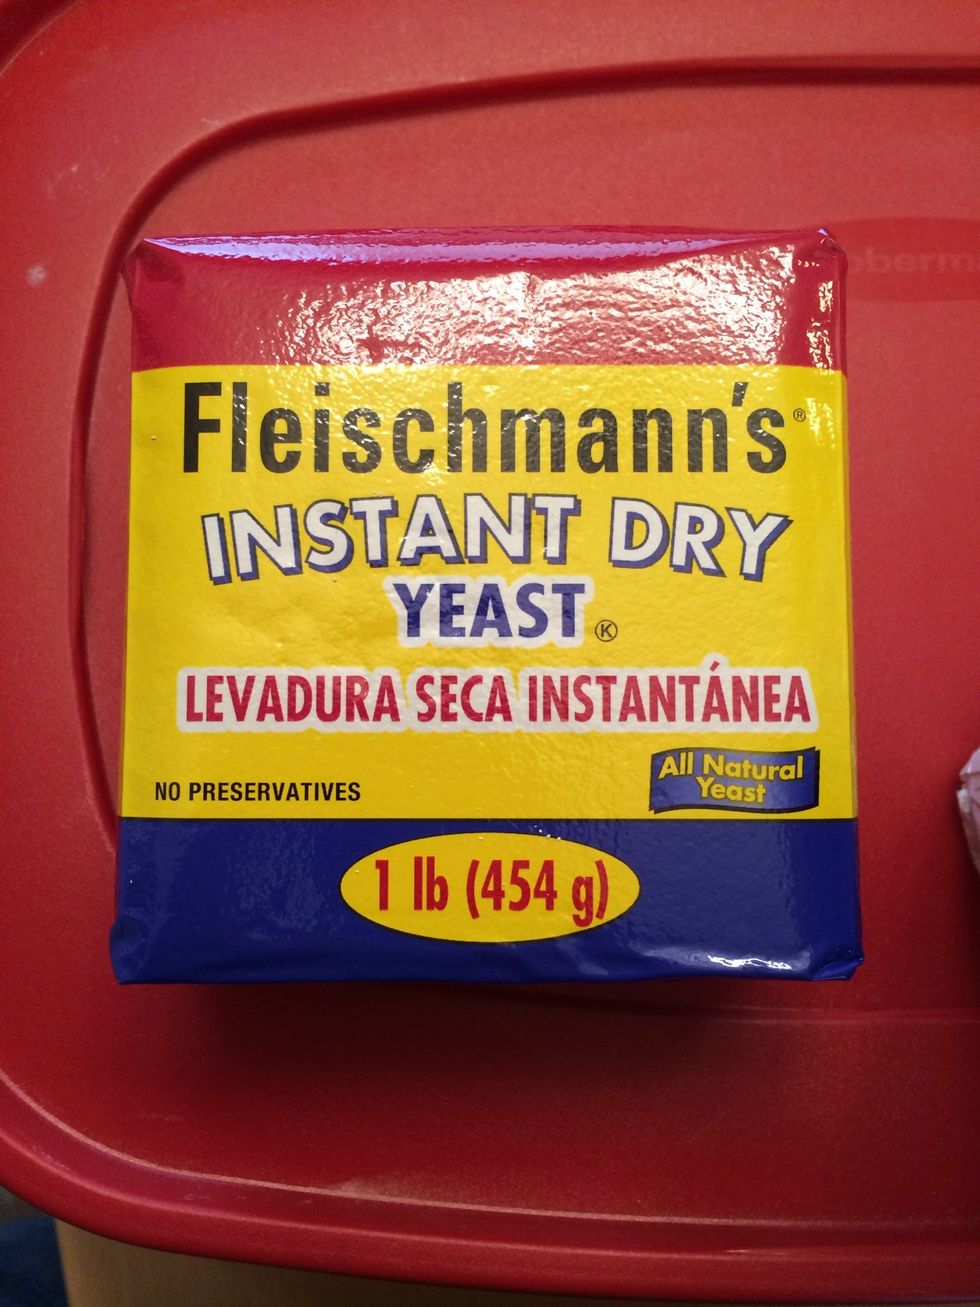 Fleischmann's®
INSTANT DRY
YEAST Ⓚ
LEVADURA SECA INSTANTÁNEA
All Natural
Yeast
NO PRESERVATIVES
1 lb (454 g)